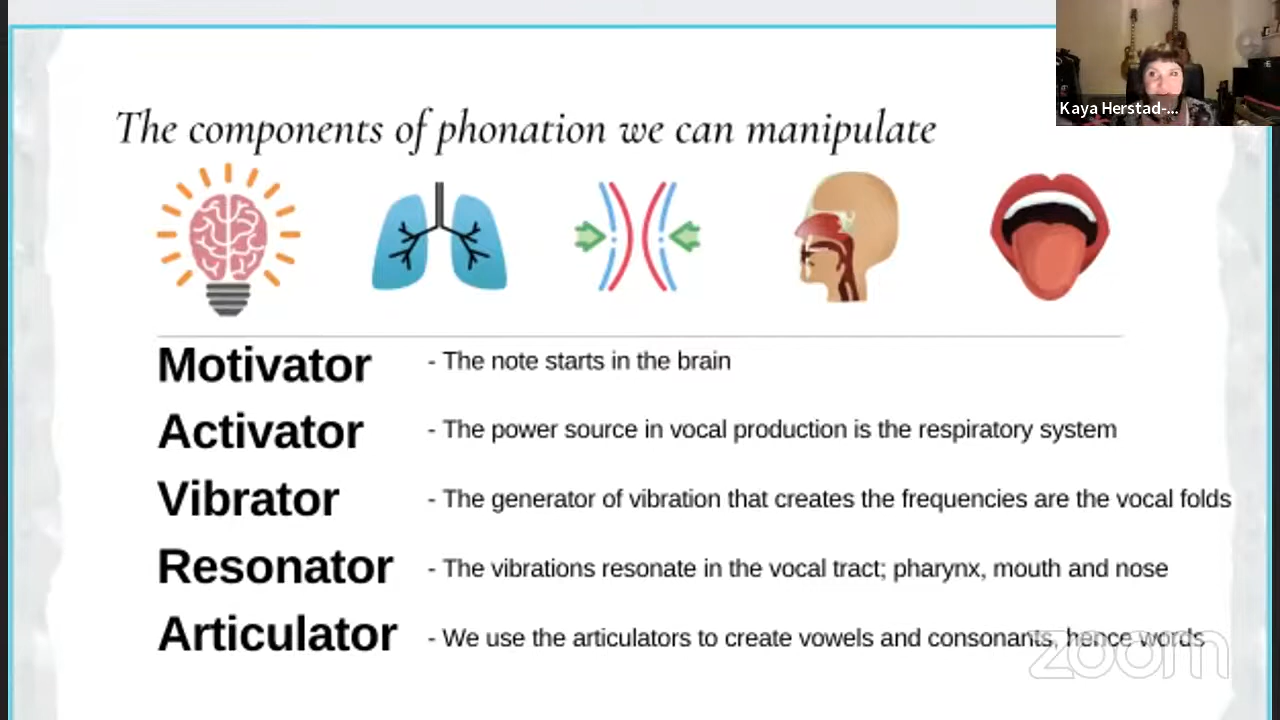 Kaya Herstad-...
The components of phonation we can manipulate
Motivator - The note starts in the brain
Activator - The power source in vocal production is the respiratory system
Vibrator - The generator of vibration that creates the frequencies are the vocal folds
Resonator - The vibrations resonate in the vocal tract; pharynx, mouth and nose
Articulator - We use the articulators to create vowels and consonants, hence words
zoom